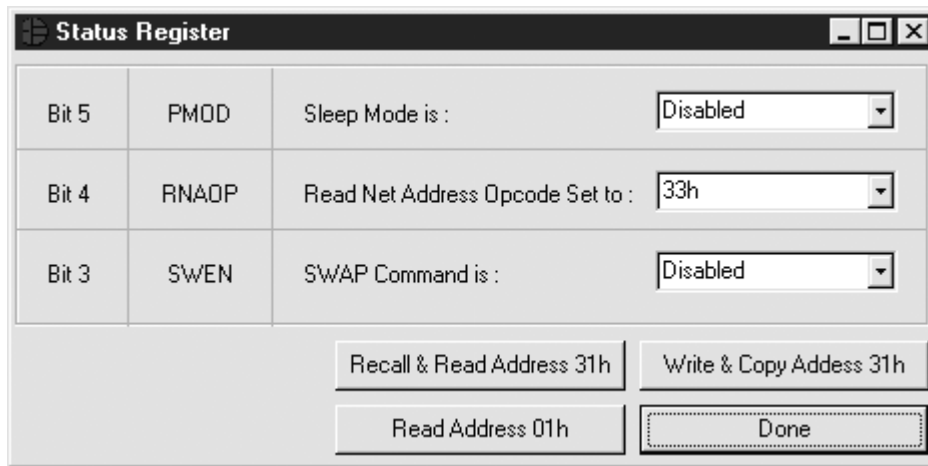 Status Register
Bit 5 PMOD Sleep Mode is : Disabled
Bit 4 RNAOP Read Net Address Opcode Set to : 33h
Bit 3 SWEN SWAP Command is : Disabled
Recall & Read Address 31h Write & Copy Addess 31h
Read Address 01h Done